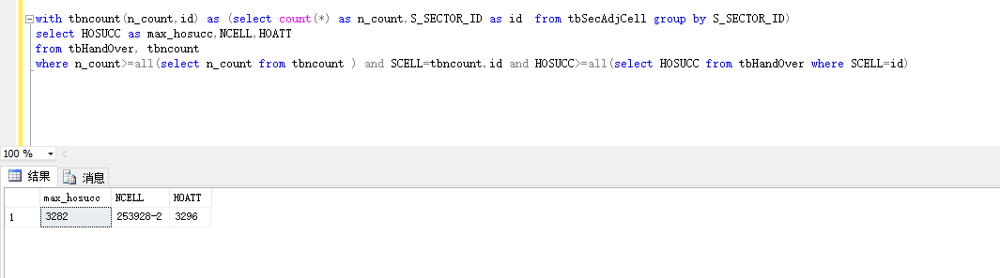 with tbncount(n_count,id) as (select count(*) as n_count,S_SECTOR_ID as id  from tbSecAdjCell group by S_SECTOR_ID)
select HOSUCC as max_hosucc,NCELL,HOATT
from tbHandOver, tbncount
where n_count>=all(select n_count from tbncount ) and SCELL=tbncount.id and HOSUCC>=all(select HOSUCC from tbHandOver where SCELL=id)
100 %
结果 消息
max_hosucc NCELL HOATT
1 3282 253928-2 3296